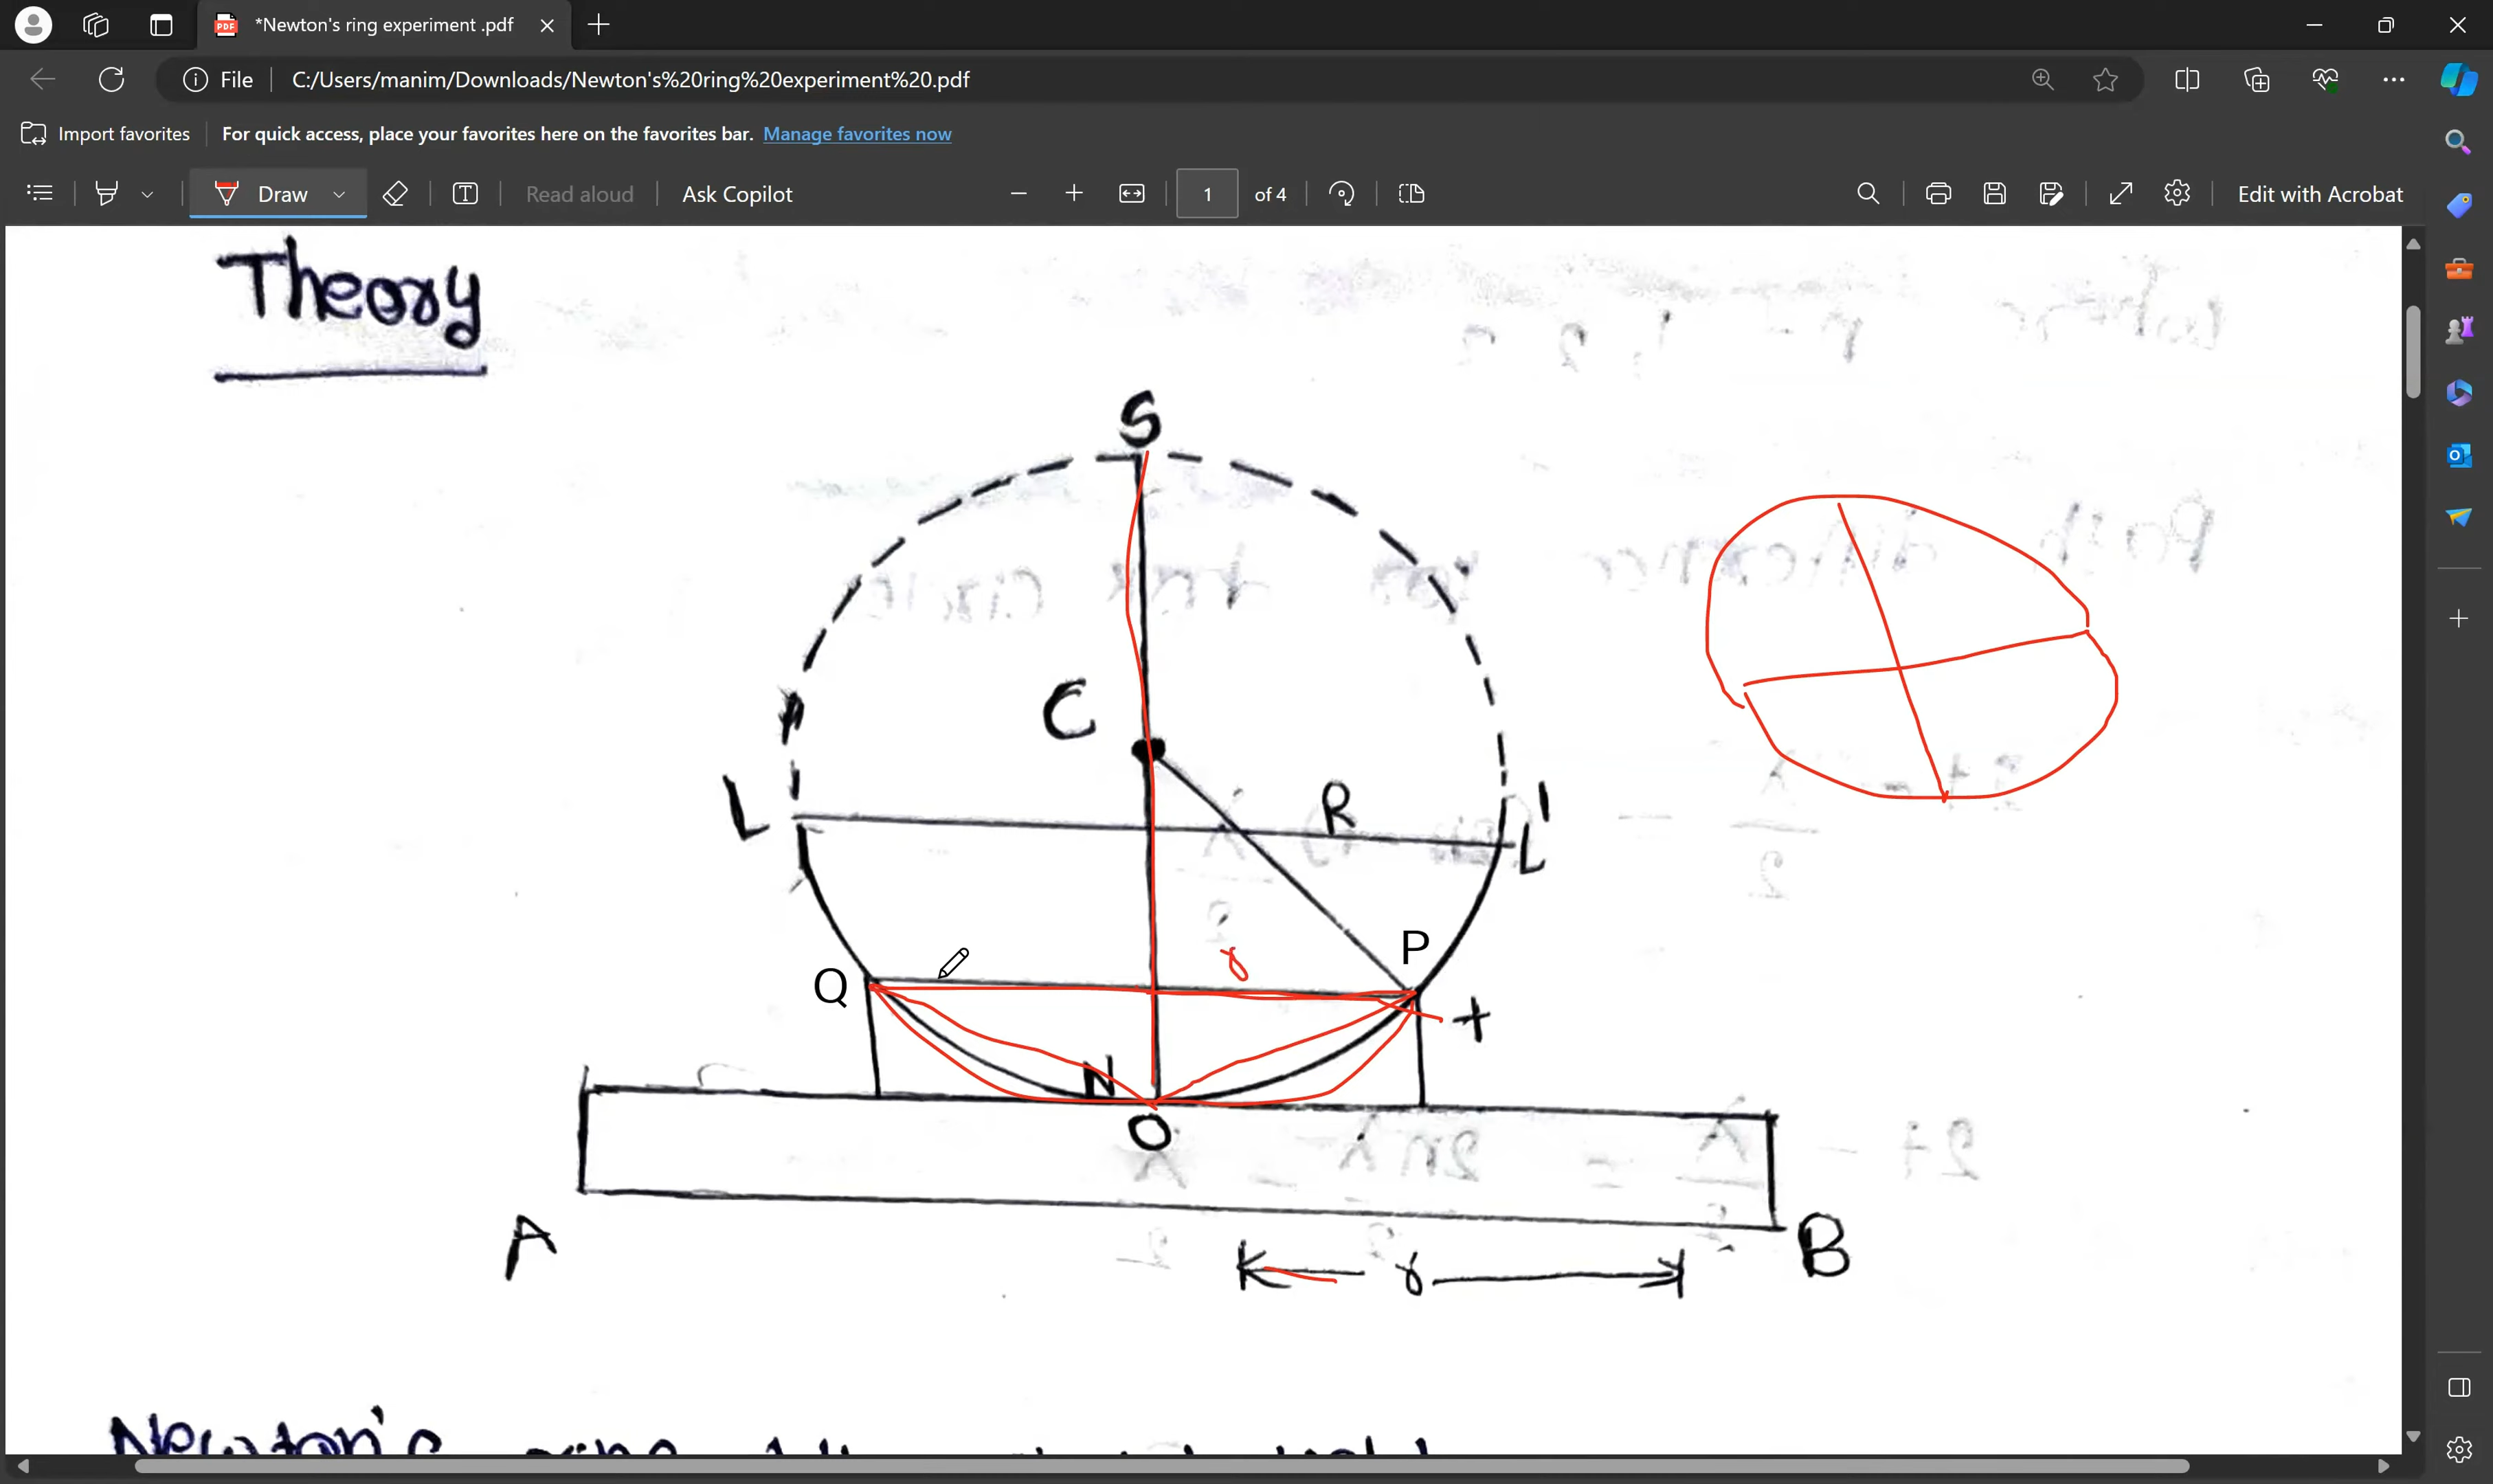 *Newton's ring experiment .pdf
File C:/Users/manim/Downloads/Newton's%20ring%20experiment%20.pdf
Import favorites For quick access, place your favorites here on the favorites bar. Manage favorites now
Draw Read aloud Ask Copilot 1 of 4 Edit with Acrobat
Theory
S
C
L R L'
r
Q P
t
N
O
A B
r
Newton's